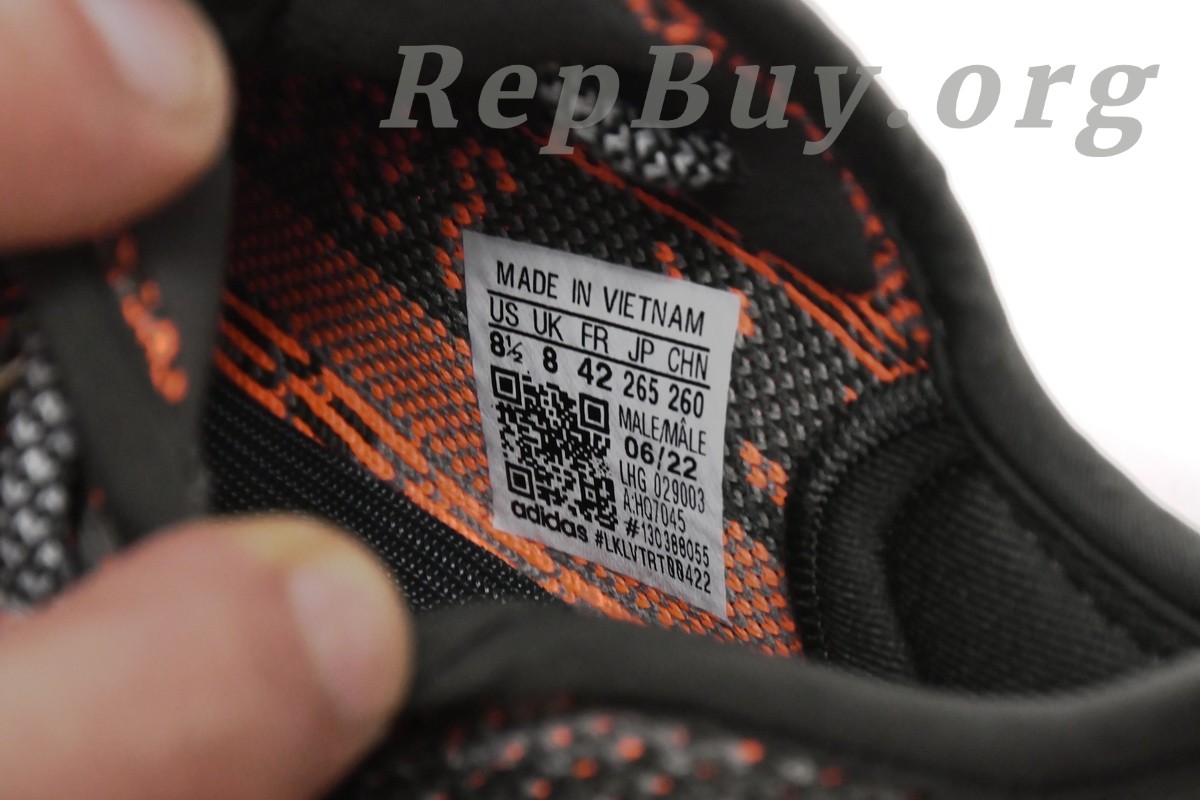 RepBuy.org
MADE IN VIETNAM
US UK FR JP CHN
8½ 8 42 265 260
MALE/MÂLE
06/22
LHG 029003
A:HQ7045
#130388055
adidas #LKLVTRT00422